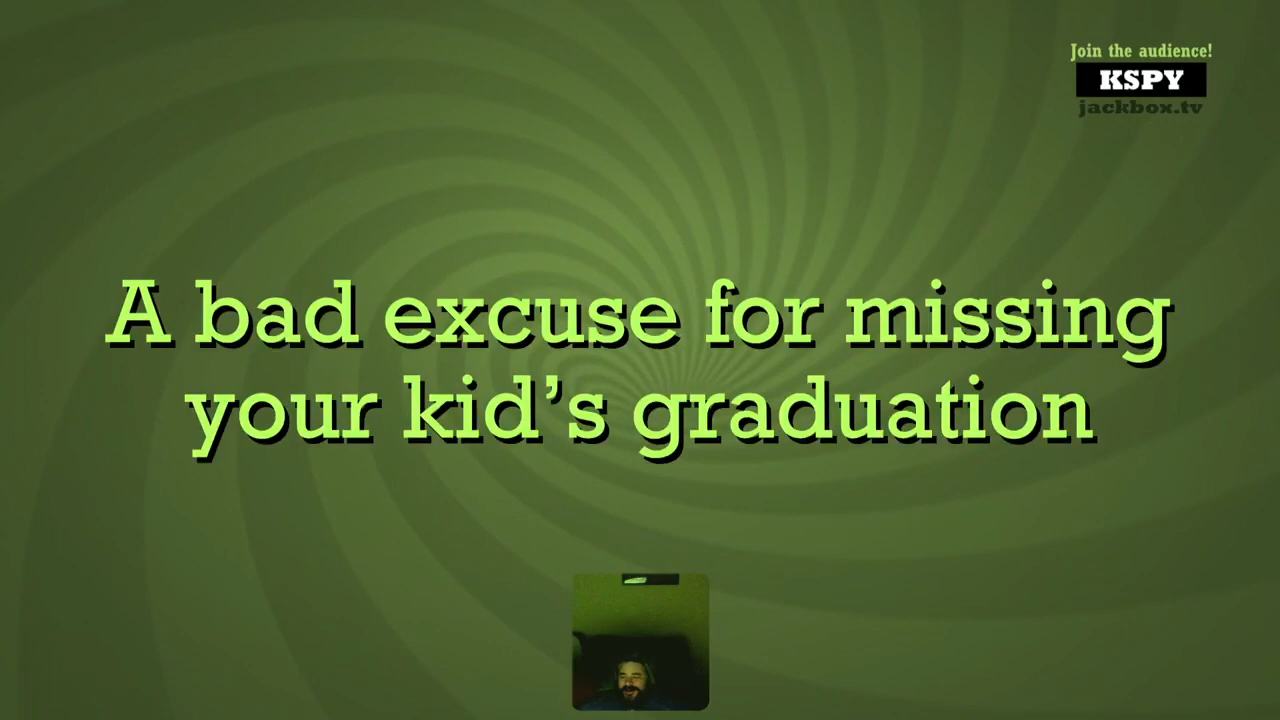 Join the audience!
KSPY
jackbox.tv
A bad excuse for missing
your kid’s graduation